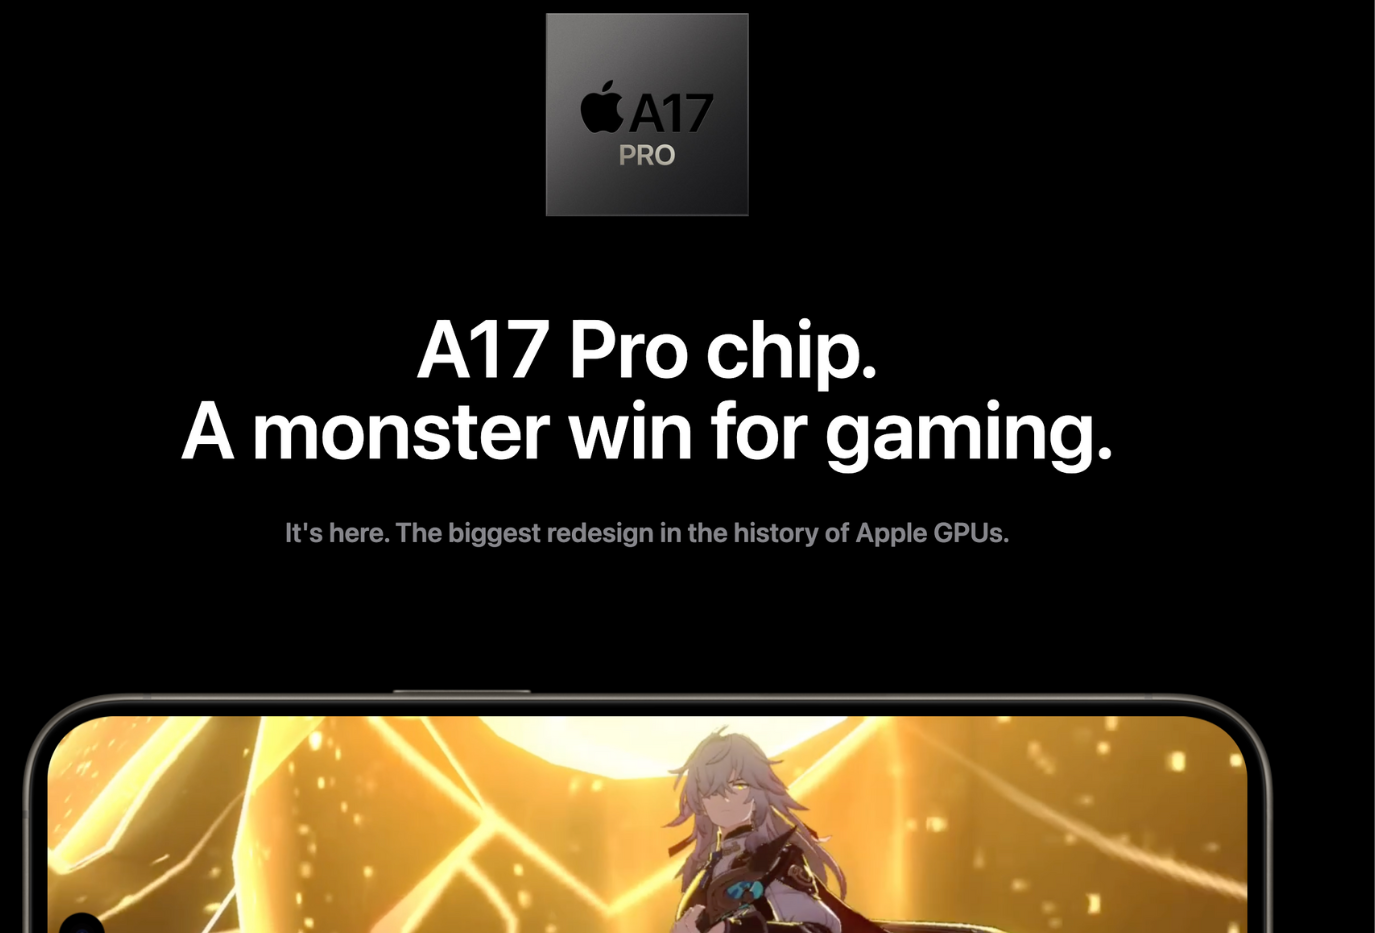 A17
PRO
A17 Pro chip.
A monster win for gaming.
It's here. The biggest redesign in the history of Apple GPUs.